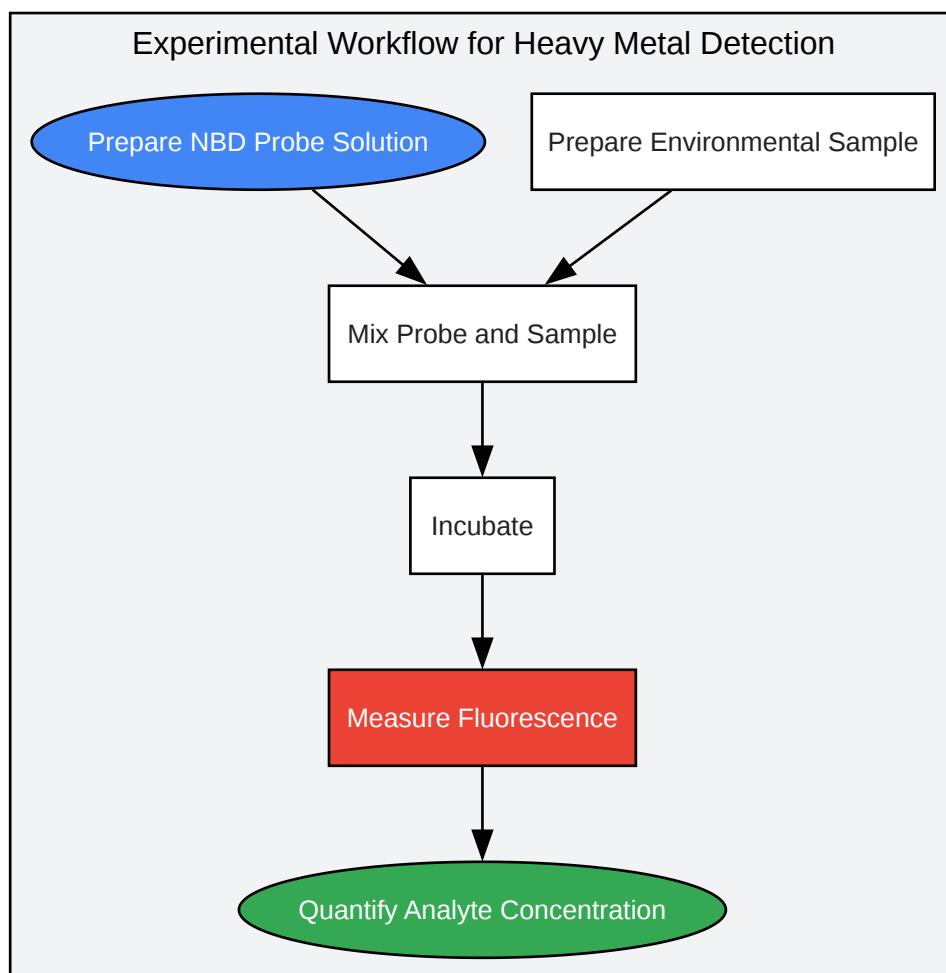 Experimental Workflow for Heavy Metal Detection
Prepare NBD Probe Solution
Prepare Environmental Sample
Mix Probe and Sample
Incubate
Measure Fluorescence
Quantify Analyte Concentration